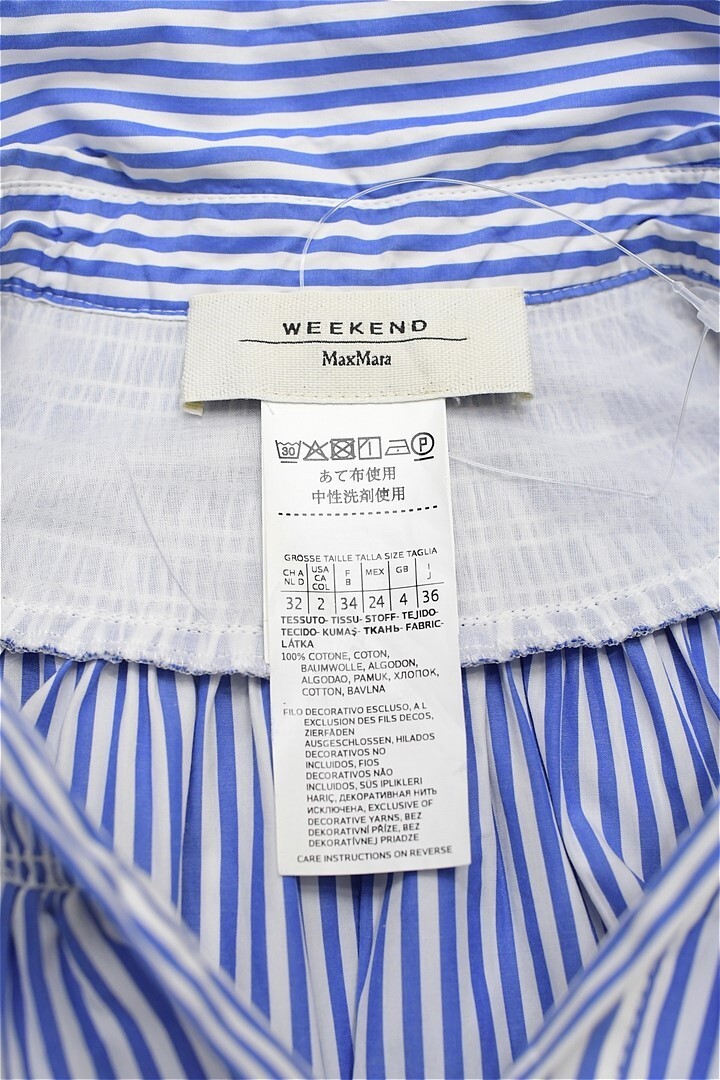 WEEKEND
MaxMara
30 P
あて布使用
中性洗剤使用
GROSSE TAILLE TALLA SIZE TAGLIA
CH A NL D USA CA COL F B MEX GB I J
32 2 34 24 4 36
TESSUTO- TISSU- STOFF- TEJIDO-
TECIDO- KUMAŞ- ТКАНЬ- FABRIC-
LÁTKA
100% COTONE, COTON,
BAUMWOLLE, ALGODON,
ALGODAO, PAMUK, ХЛОПОК,
COTTON, BAVLNA
FILO DECORATIVO ESCLUSO, A L
EXCLUSION DES FILS DECOS,
ZIERFÄDEN
AUSGESCHLOSSEN, HILADOS
DECORATIVOS NO
INCLUIDOS, FIOS
DECORATIVOS NÃO
INCLUIDOS, SÜS IPLIKLERI
HARIÇ, ДЕКОРАТИВНАЯ НИТЬ
ИСКЛЮЧЕНА, EXCLUSIVE OF
DECORATIVE YARNS, BEZ
DEKORATIVNÍ PŘÍZE, BEZ
DEKORATÍVNEJ PRIADZE
CARE INSTRUCTIONS ON REVERSE